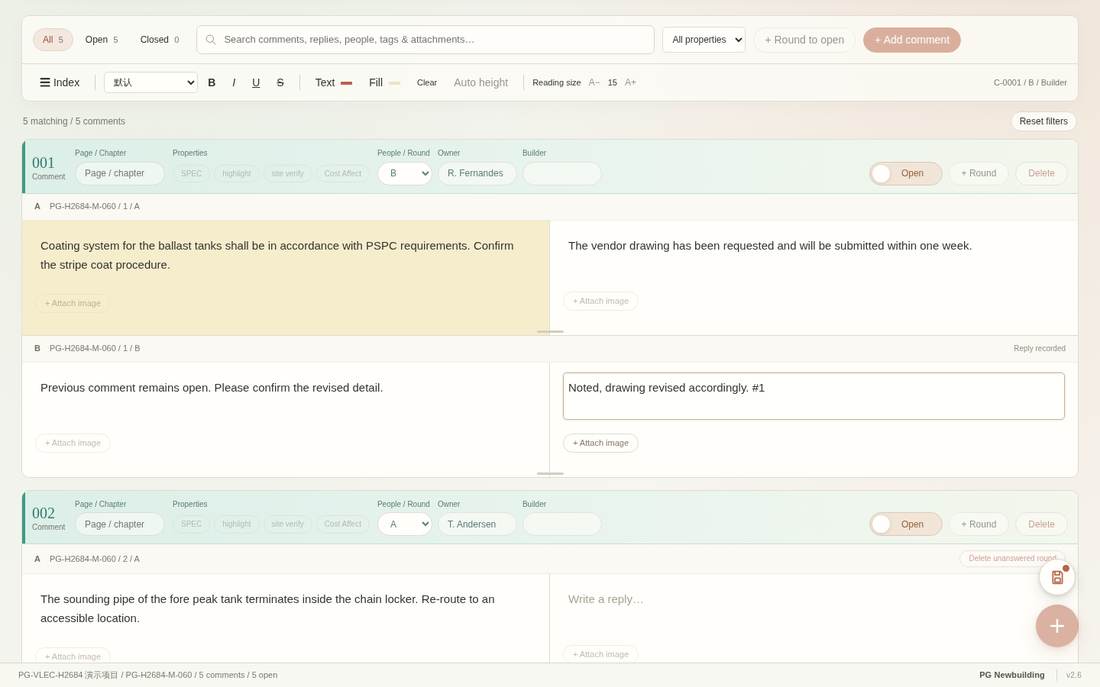 All 5 Open 5 Closed 0 Search comments, replies, people, tags & attachments… All properties + Round to open + Add comment
Index 默认 B I U S Text Fill Clear Auto height Reading size A− 15 A+ C-0001 / B / Builder
5 matching / 5 comments Reset filters
Page / Chapter Properties People / Round Owner Builder
001 Comment Page / chapter SPEC highlight site verify Cost Affect B R. Fernandes Open + Round Delete
A PG-H2684-M-060 / 1 / A
Coating system for the ballast tanks shall be in accordance with PSPC requirements. Confirm
the stripe coat procedure.
The vendor drawing has been requested and will be submitted within one week.
+ Attach image + Attach image
B PG-H2684-M-060 / 1 / B Reply recorded
Previous comment remains open. Please confirm the revised detail.
Noted, drawing revised accordingly. #1
+ Attach image + Attach image
Page / Chapter Properties People / Round Owner Builder
002 Comment Page / chapter SPEC highlight site verify Cost Affect A T. Andersen Open + Round Delete
A PG-H2684-M-060 / 2 / A Delete unanswered round
The sounding pipe of the fore peak tank terminates inside the chain locker. Re-route to an
accessible location.
Write a reply…
+ Attach image + Attach image
PG-VLEC-H2684 演示项目 / PG-H2684-M-060 / 5 comments / 5 open PG Newbuilding v2.6